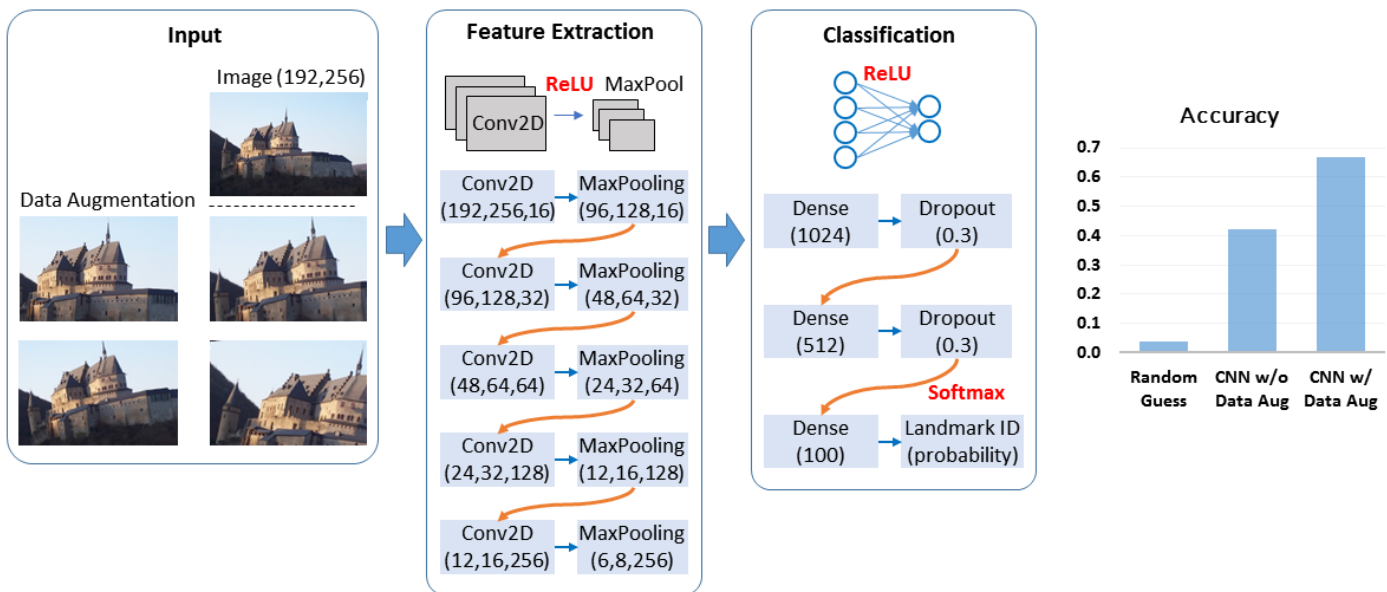 Input
Image (192,256)
Data Augmentation
Feature Extraction
ReLU
MaxPool
Conv2D
Conv2D
(192,256,16)
MaxPooling
(96,128,16)
Conv2D
(96,128,32)
MaxPooling
(48,64,32)
Conv2D
(48,64,64)
MaxPooling
(24,32,64)
Conv2D
(24,32,128)
MaxPooling
(12,16,128)
Conv2D
(12,16,256)
MaxPooling
(6,8,256)
Classification
ReLU
Dense
(1024)
Dropout
(0.3)
Dense
(512)
Dropout
(0.3)
Softmax
Dense
(100)
Landmark ID
(probability)
Accuracy
0.7
0.6
0.5
0.4
0.3
0.2
0.1
0.0
Random
Guess
CNN w/o
Data Aug
CNN w/
Data Aug